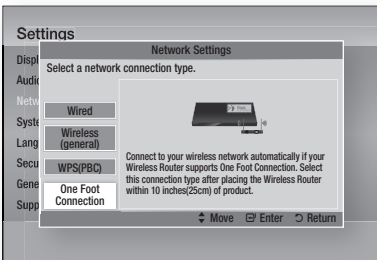 Settings
Network Settings
Displ
Select a network connection type.
Audio
Netw
Wired
Syste
Wireless
(general)
Lang
Connect to your wireless network automatically if your
Wireless Router supports One Foot Connection. Select
this connection type after placing the Wireless Router
within 10 inches(25cm) of product.
Secu
WPS(PBC)
Gene
One Foot
Connection
Supp
Move Enter Return